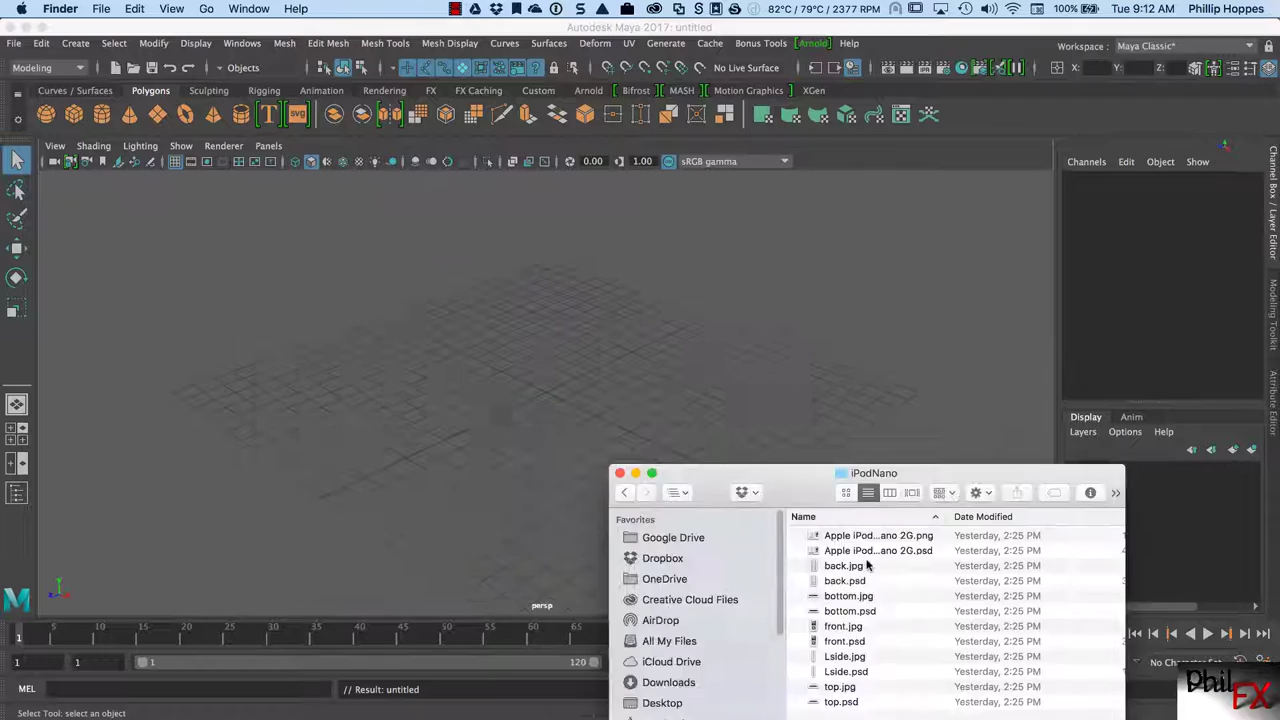 Finder File Edit View Go Window Help 82°C / 79°C / 2377 RPM 100% Tue 9:12 AM Phillip Hoppes
Autodesk Maya 2017: untitled
File Edit Create Select Modify Display Windows Mesh Edit Mesh Mesh Tools Mesh Display Curves Surfaces Deform UV Generate Cache Bonus Tools [Arnold] Help Workspace : Maya Classic*
Modeling Objects No Live Surface X: Y: Z:
Curves / Surfaces Polygons Sculpting Rigging Animation Rendering FX FX Caching Custom Arnold Bifrost MASH Motion Graphics XGen
T svg
View Shading Lighting Show Renderer Panels
0.00 1.00 sRGB gamma
Channels Edit Object Show
Channel Box / Layer Editor
Modeling Toolkit
Attribute Editor
Display Anim
Layers Options Help
persp
iPodNano
Favorites
Google Drive
Dropbox
OneDrive
Creative Cloud Files
AirDrop
All My Files
iCloud Drive
Downloads
Desktop
Name Date Modified
Apple iPod...ano 2G.png Yesterday, 2:25 PM
Apple iPod...ano 2G.psd Yesterday, 2:25 PM
back.jpg Yesterday, 2:25 PM
back.psd Yesterday, 2:25 PM
bottom.jpg Yesterday, 2:25 PM
bottom.psd Yesterday, 2:25 PM
front.jpg Yesterday, 2:25 PM
front.psd Yesterday, 2:25 PM
Lside.jpg Yesterday, 2:25 PM
Lside.psd Yesterday, 2:25 PM
top.jpg Yesterday, 2:25 PM
top.psd Yesterday, 2:25 PM
5 10 15 20 25 30 35 40 45 50 55 60 65
1
1 1 1 120 No Character Set
MEL // Result: untitled
Select Tool: select an object
Phil FX